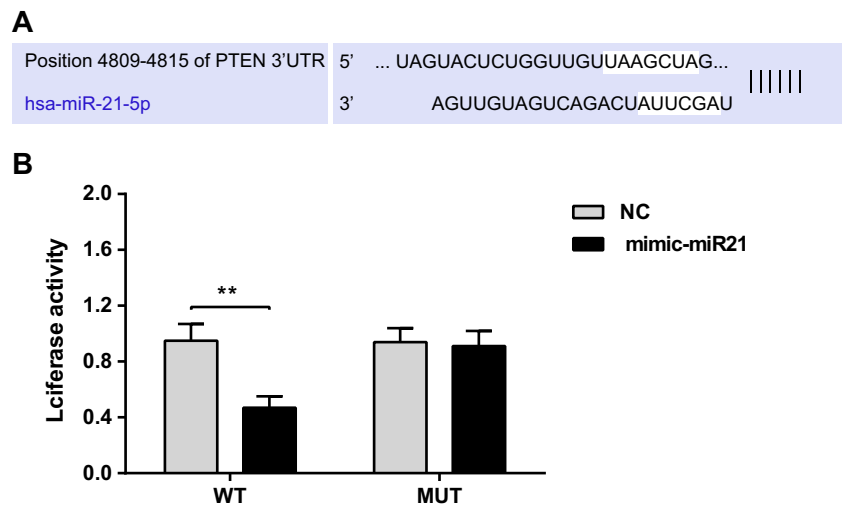 A
Position 4809-4815 of PTEN 3’UTR 5’ ... UAGUACUCUGGUUGUUAAGCUAG...
hsa-miR-21-5p 3’ AGUUGUAGUCAGACUAUUCGAU
B
2.0
1.6
1.2
0.8
0.4
0.0
Lciferase activity
**
WT
MUT
NC
mimic-miR21